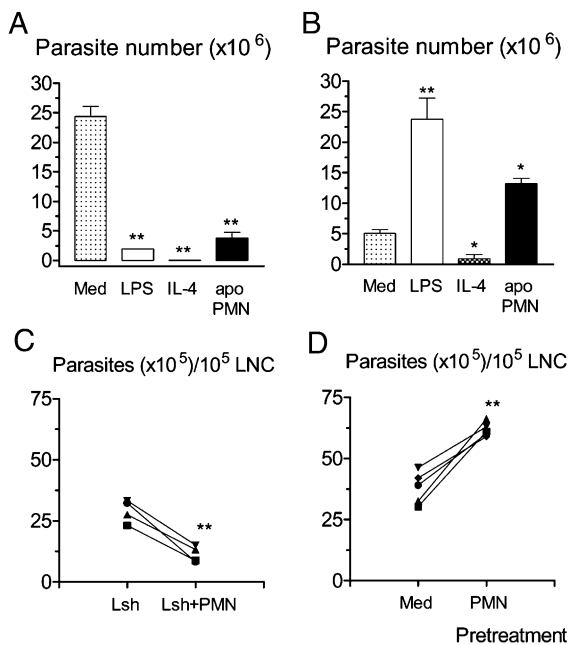 A
Parasite number (x10 6)
30
25
20
15
10
5
0
**
**
**
Med LPS IL-4 apo PMN
B
Parasite number (x10 6)
30
25
20
15
10
5
0
**
*
*
Med LPS IL-4 apo PMN
C
Parasites (x10 5)/10 5 LNC
75
50
25
0
**
Lsh Lsh+PMN
D
Parasites (x10 5)/10 5 LNC
75
50
25
0
**
Med PMN
Pretreatment